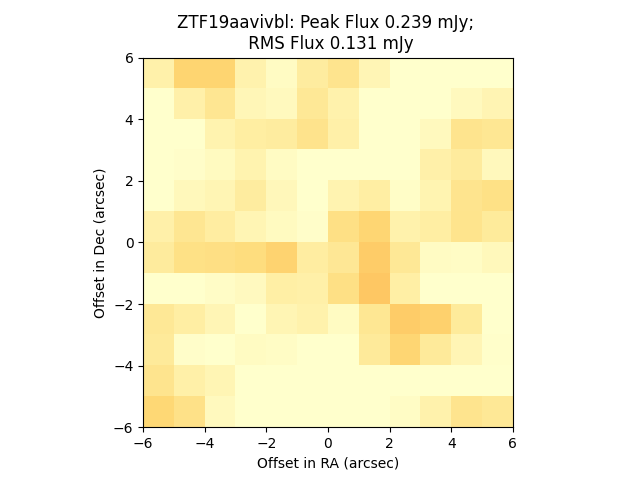 ZTF19aavivbl: Peak Flux 0.239 mJy;
RMS Flux 0.131 mJy
6
4
2
0
−2
−4
−6
Offset in Dec (arcsec)
−6 −4 −2 0 2 4 6
Offset in RA (arcsec)